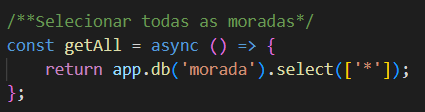 /**Selecionar todas as moradas*/
const getAll = async () => {
    return app.db('morada').select(['*']);
};